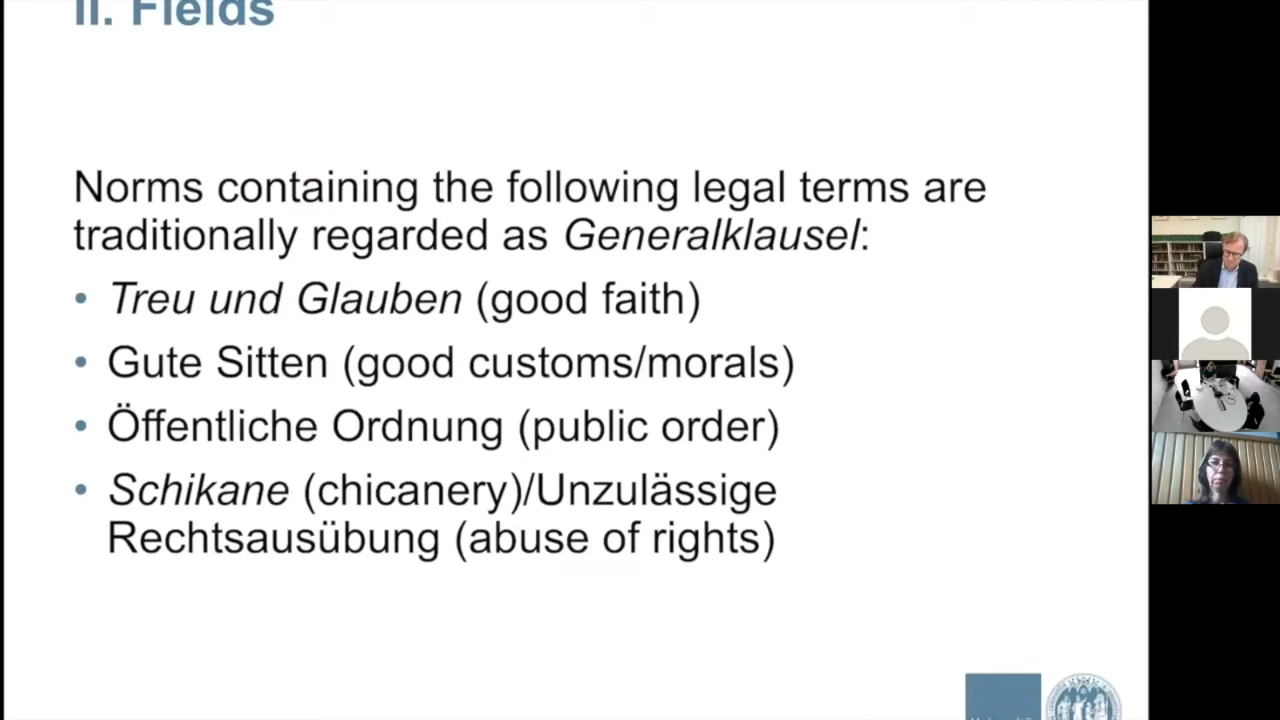 II. Fields
Norms containing the following legal terms are
traditionally regarded as Generalklausel:
• Treu und Glauben (good faith)
• Gute Sitten (good customs/morals)
• Öffentliche Ordnung (public order)
• Schikane (chicanery)/Unzulässige
Rechtsausübung (abuse of rights)